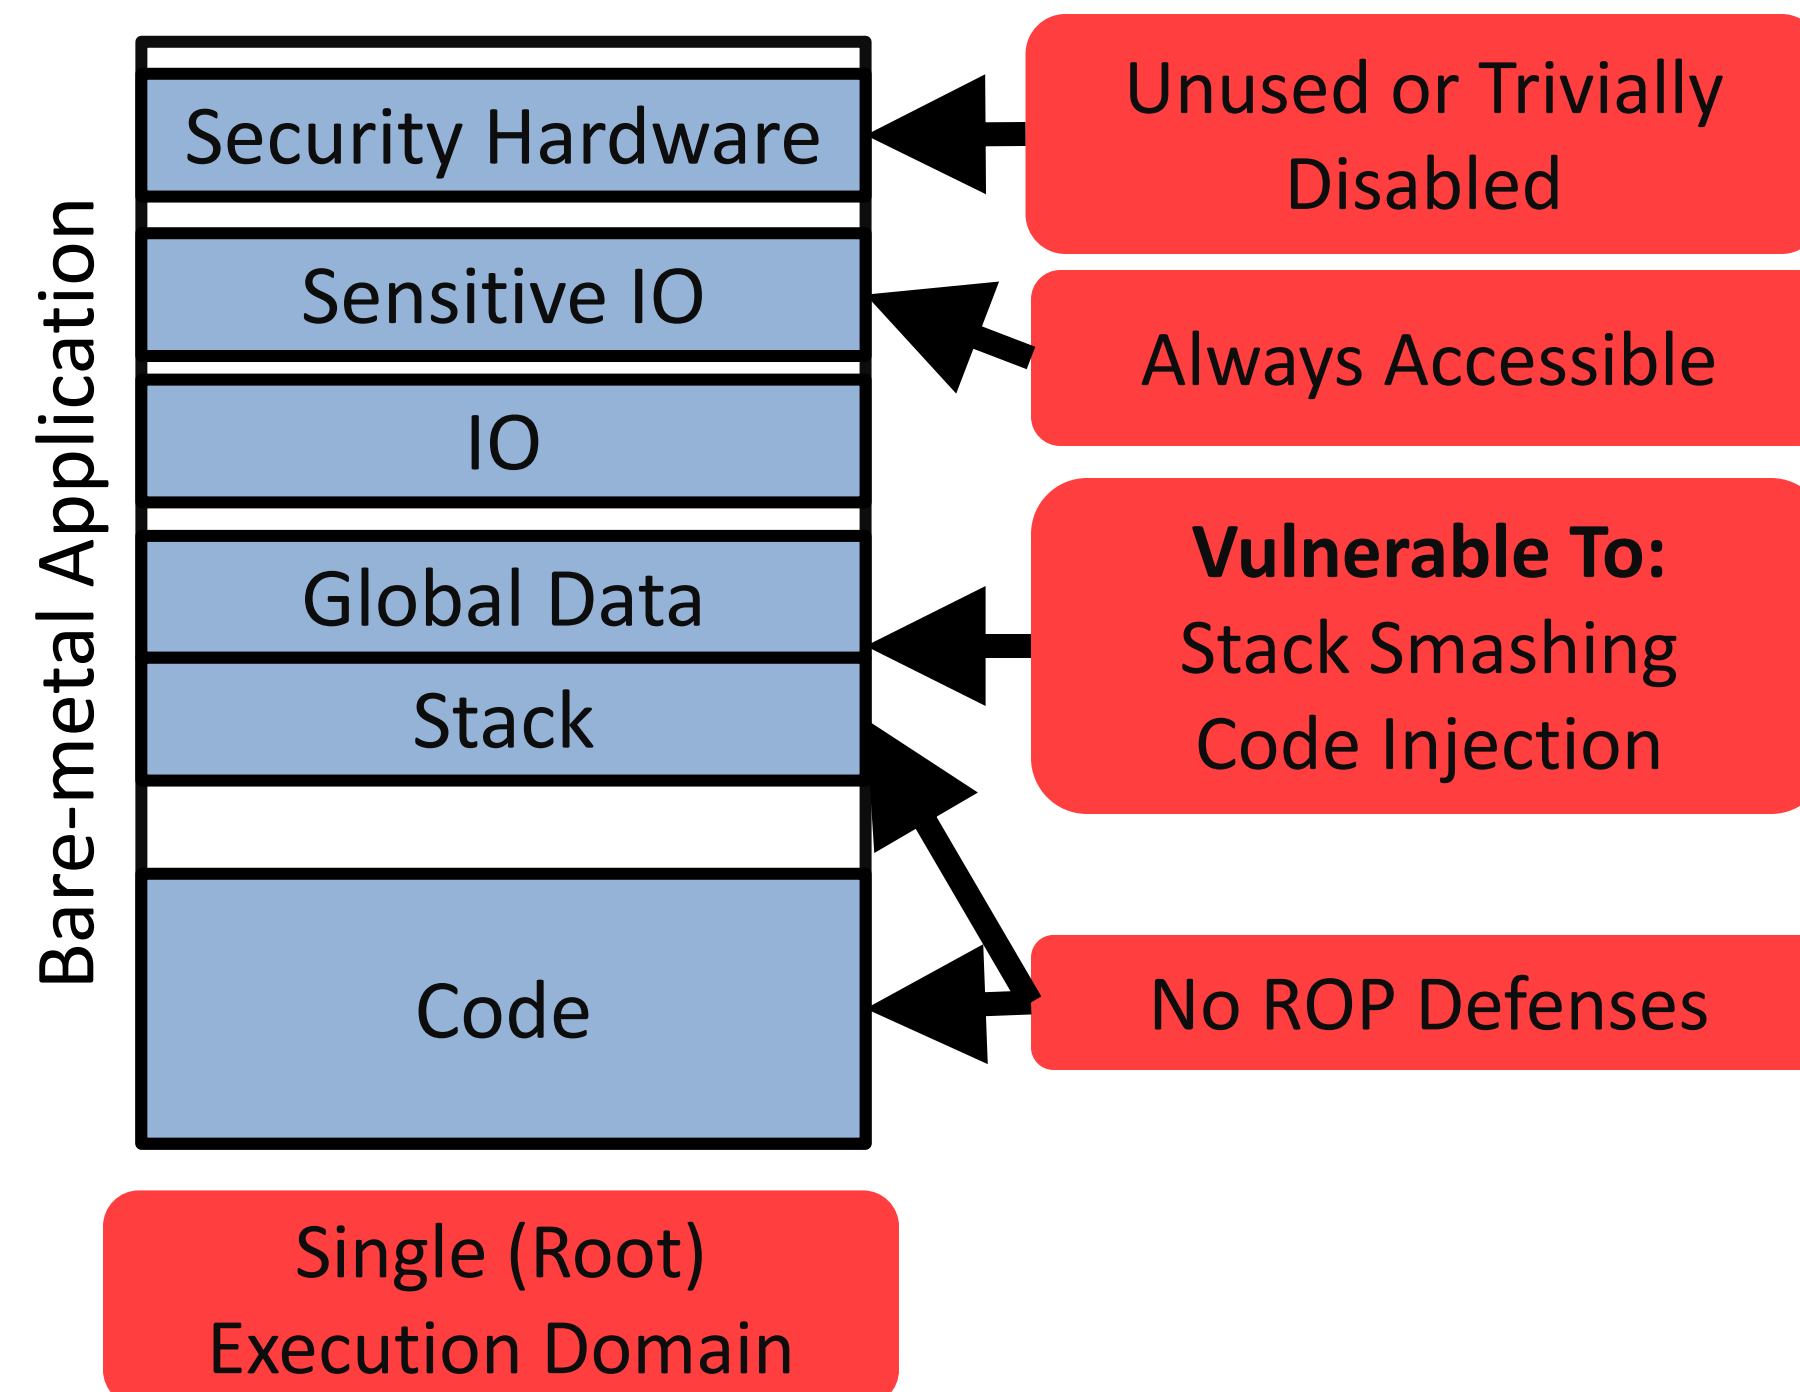 Bare-metal Application
Security Hardware
Sensitive IO
IO
Global Data
Stack
Code
Unused or Trivially
Disabled
Always Accessible
Vulnerable To:
Stack Smashing
Code Injection
No ROP Defenses
Single (Root)
Execution Domain